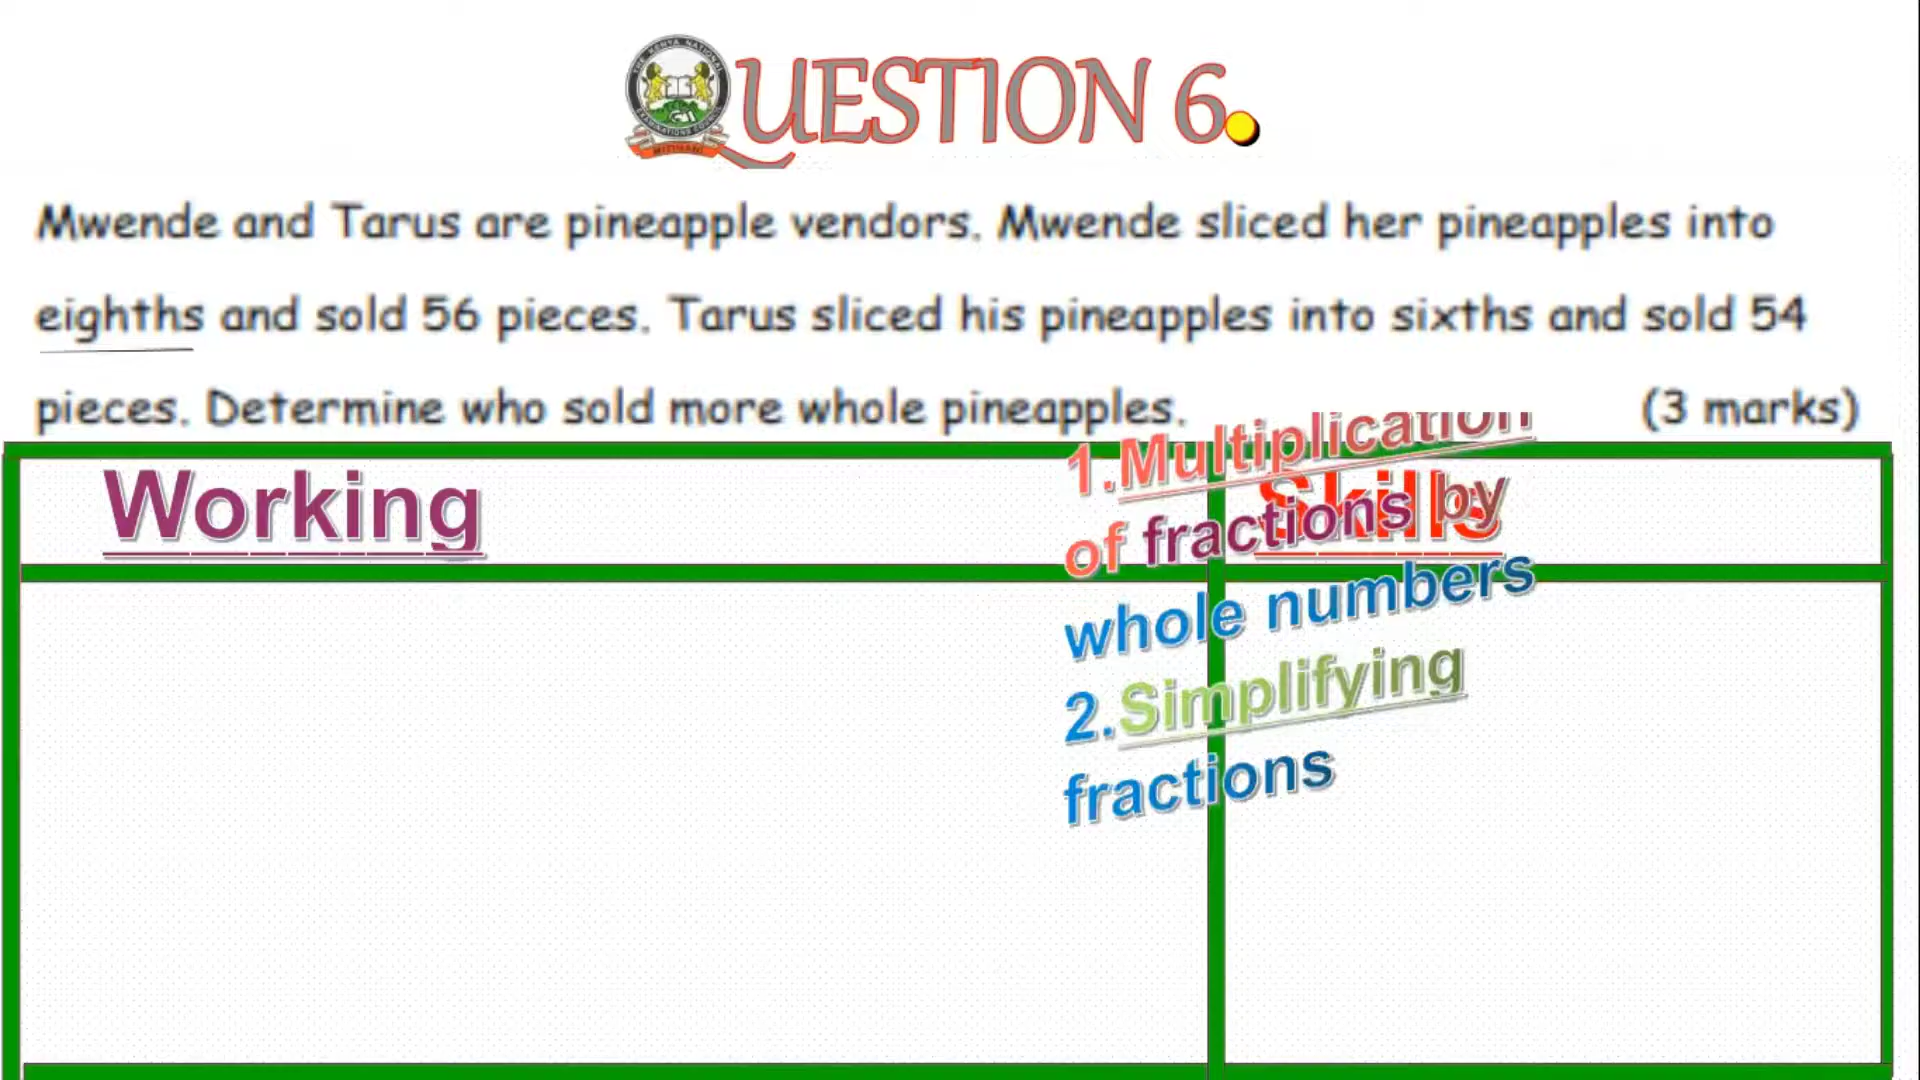 QUESTION 6.
Mwende and Tarus are pineapple vendors. Mwende sliced her pineapples into
eighths and sold 56 pieces. Tarus sliced his pineapples into sixths and sold 54
pieces. Determine who sold more whole pineapples. (3 marks)
Working
Skills
1.Multiplication
of fractions by
whole numbers
2.Simplifying
fractions